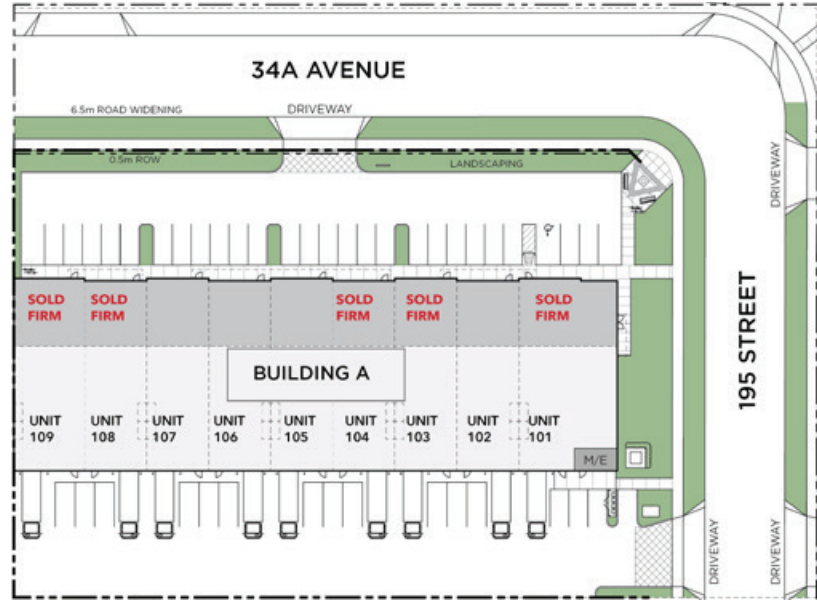 34A AVENUE
6.5m ROAD WIDENING
DRIVEWAY
0.5m ROW
LANDSCAPING
DRIVEWAY
195 STREET
SOLD
FIRM
SOLD
FIRM
SOLD
FIRM
SOLD
FIRM
SOLD
FIRM
BUILDING A
UNIT
109
UNIT
108
UNIT
107
UNIT
106
UNIT
105
UNIT
104
UNIT
103
UNIT
102
UNIT
101
M/E
DRIVEWAY
DRIVEWAY